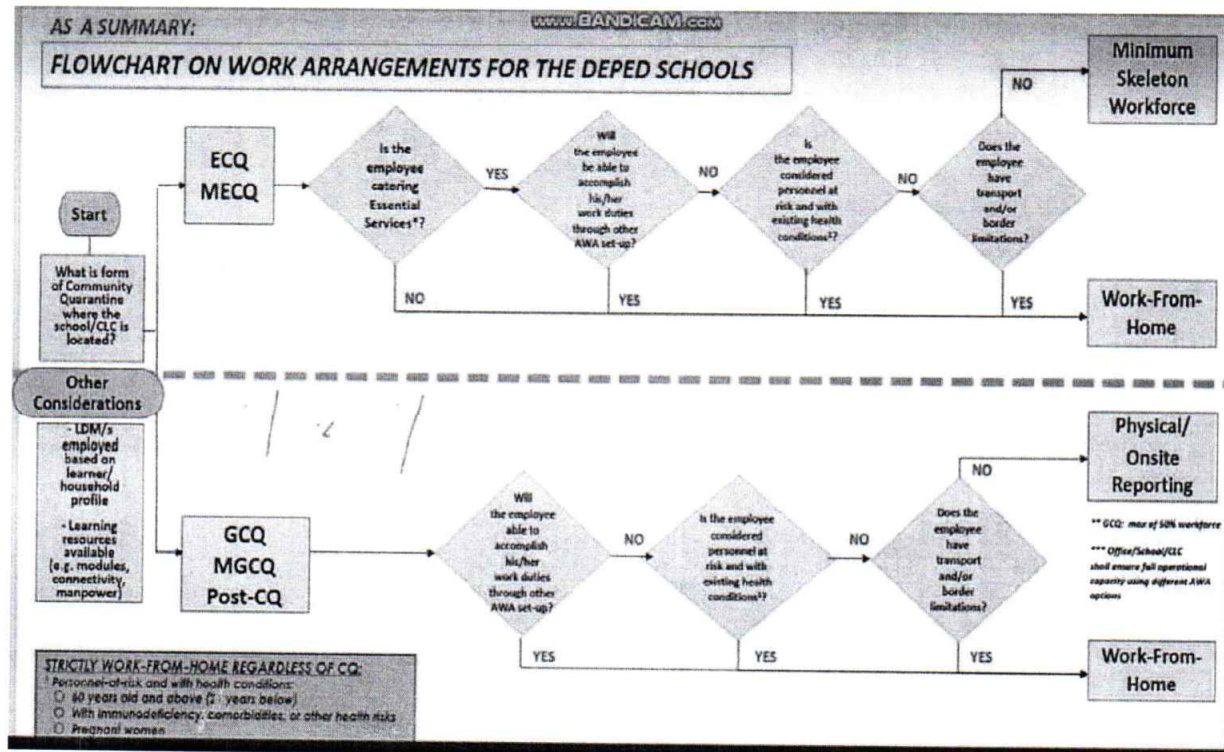 www.BANDICAM.com
AS A SUMMARY:
FLOWCHART ON WORK ARRANGEMENTS FOR THE DEPED SCHOOLS
Start
What is form
of Community
Quarantine
where the
school/CLC is
located?
ECQ
MECQ
Is the
employee
catering
Essential
Services*?
YES
NO
Will
the employee
be able to
accomplish
his/her
work duties
through other
AWA set-up?
NO
YES
Is
the employee
considered
personnel at
risk and with
existing health
conditions¹?
NO
YES
Does the
employee
have
transport
and/or
border
limitations?
NO
YES
Minimum
Skeleton
Workforce
Work-From-
Home
Other
Considerations
- LDM/s
employed
based on
learner/
household
profile
- Learning
resources
available
(e.g. modules,
connectivity,
manpower)
GCQ
MGCQ
Post-CQ
Will
the employee
able to
accomplish
his/her
work duties
through other
AWA set-up?
NO
YES
Is the employee
considered
personnel at
risk and with
existing health
conditions¹?
NO
YES
Does the
employee
have
transport
and/or
border
limitations?
NO
YES
Physical/
Onsite
Reporting
** GCQ: max of 50% workforce
*** Office/School/CLC
shall ensure full operational
capacity using different AWA
options
Work-From-
Home
STRICTLY WORK-FROM-HOME REGARDLESS OF CQ:
¹ Personnel-at-risk and with health conditions:
60 years old and above (years below)
With immunodeficiency, comorbidities, or other health risks
Pregnant women